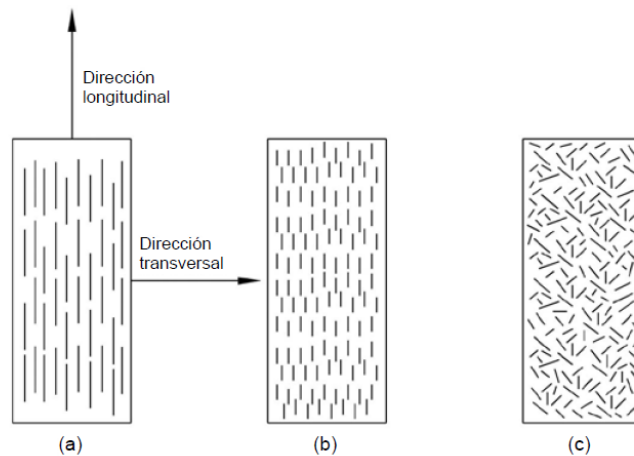 Dirección
longitudinal
Dirección
transversal
(a)
(b)
(c)